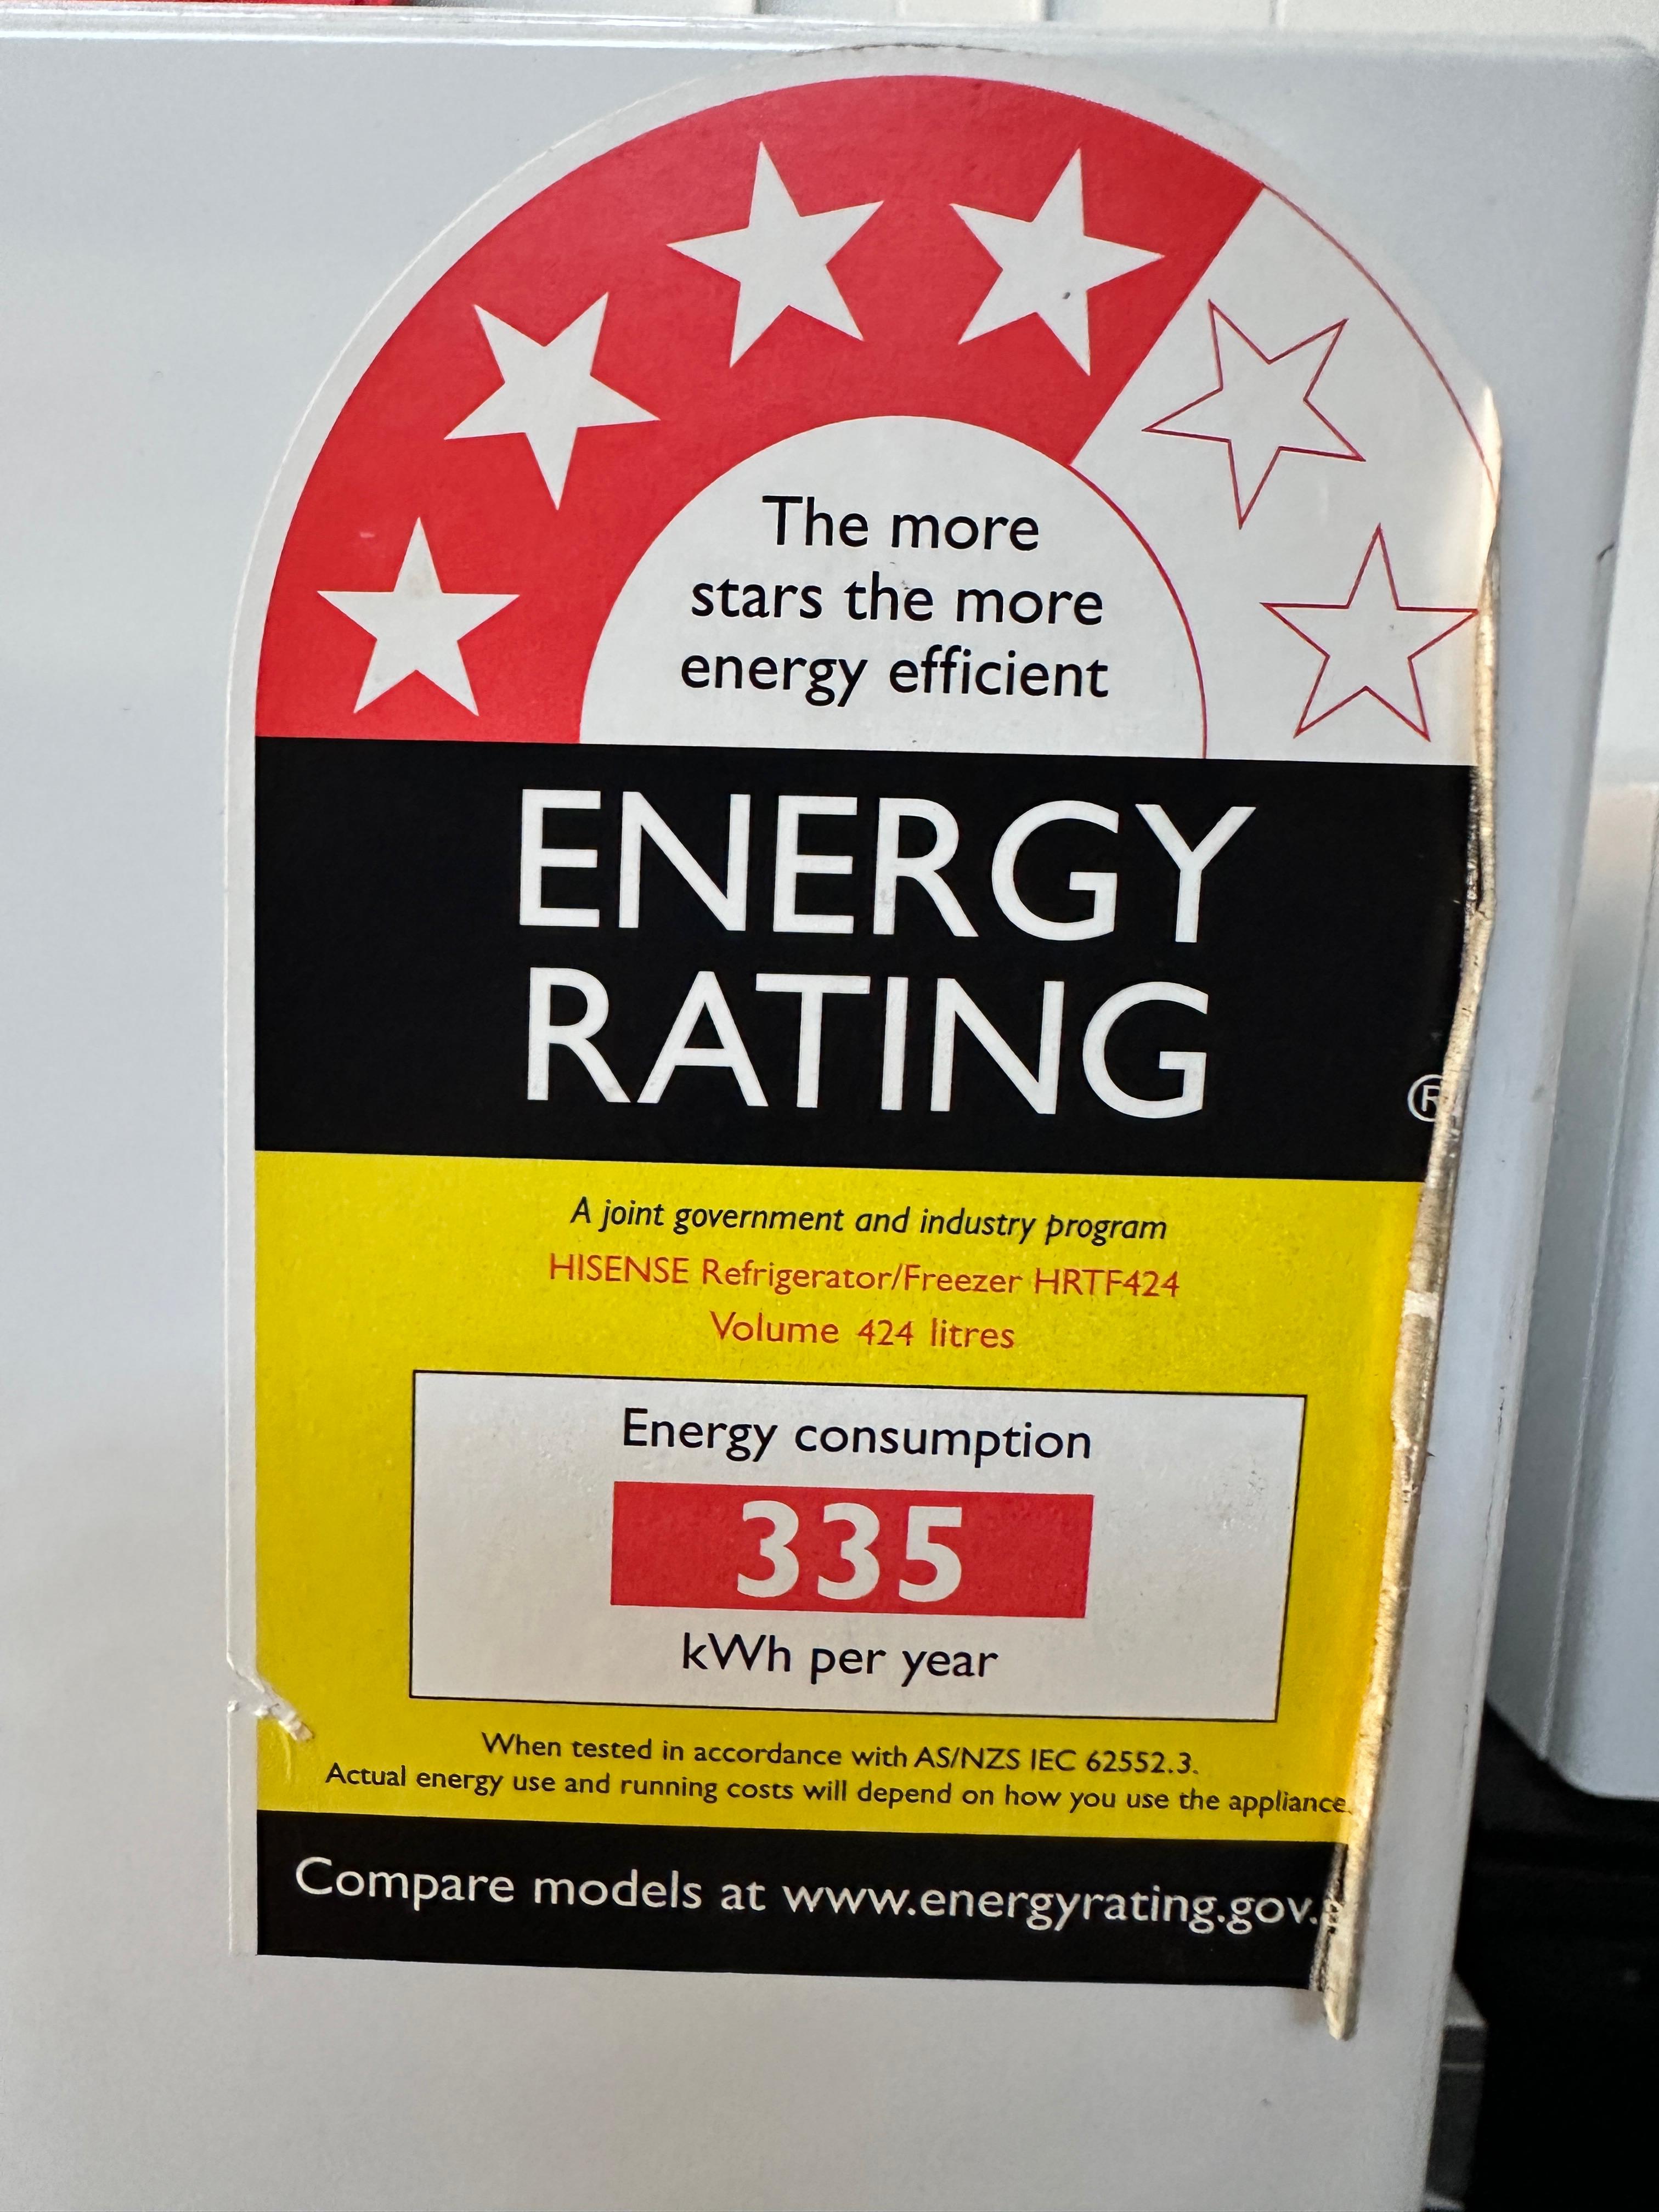 The more
stars the more
energy efficient
ENERGY
RATING
®
A joint government and industry program
HISENSE Refrigerator/Freezer HRTF424
Volume 424 litres
Energy consumption
335
kWh per year
When tested in accordance with AS/NZS IEC 62552.3.
Actual energy use and running costs will depend on how you use the appliance.
Compare models at www.energyrating.gov.